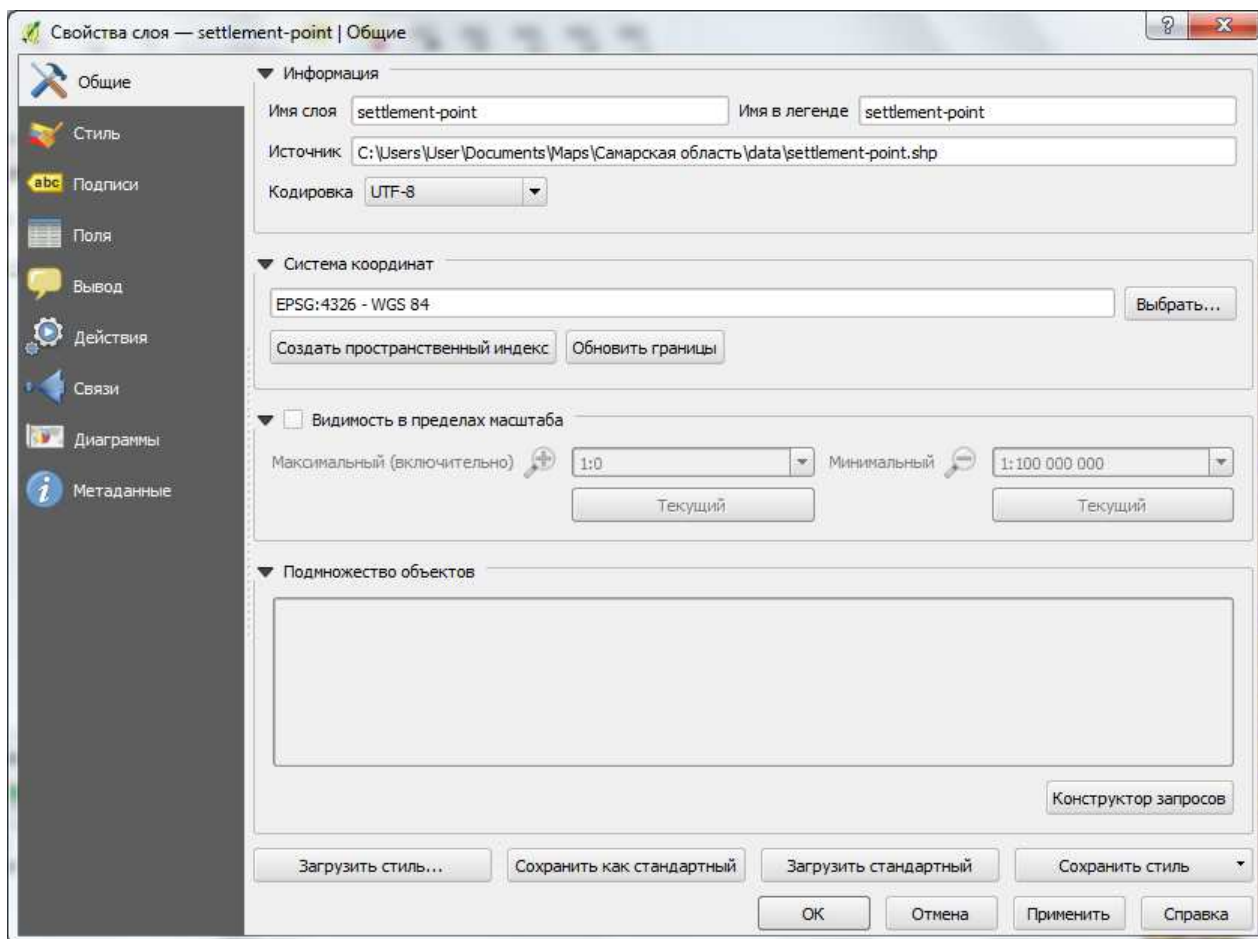 Свойства слоя — settlement-point | Общие
Общие
Стиль
abc Подписи
Поля
Вывод
Действия
Связи
Диаграммы
Метаданные
Информация
Имя слоя settlement-point Имя в легенде settlement-point
Источник C:\Users\User\Documents\Maps\Самарская область\data\settlement-point.shp
Кодировка UTF-8
Система координат
EPSG:4326 - WGS 84 Выбрать...
Создать пространственный индекс Обновить границы
Видимость в пределах масштаба
Максимальный (включительно) 1:0 Минимальный 1:100 000 000
Текущий Текущий
Подмножество объектов
Конструктор запросов
Загрузить стиль... Сохранить как стандартный Загрузить стандартный Сохранить стиль
OK Отмена Применить Справка